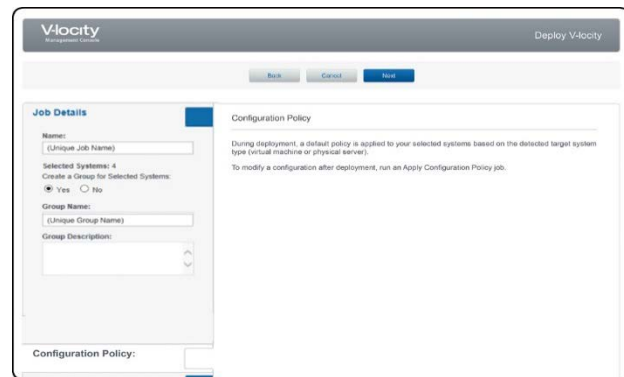 V-locity
Management Console
Deploy V-locity
Back
Cancel
Next
Job Details
Name:
(Unique Job Name)
Selected Systems: 4
Create a Group for Selected Systems:
Yes
No
Group Name:
(Unique Group Name)
Group Description:
Configuration Policy:
Configuration Policy
During deployment, a default policy is applied to your selected systems based on the detected target system
type (virtual machine or physical server).
To modify a configuration after deployment, run an Apply Configuration Policy job.